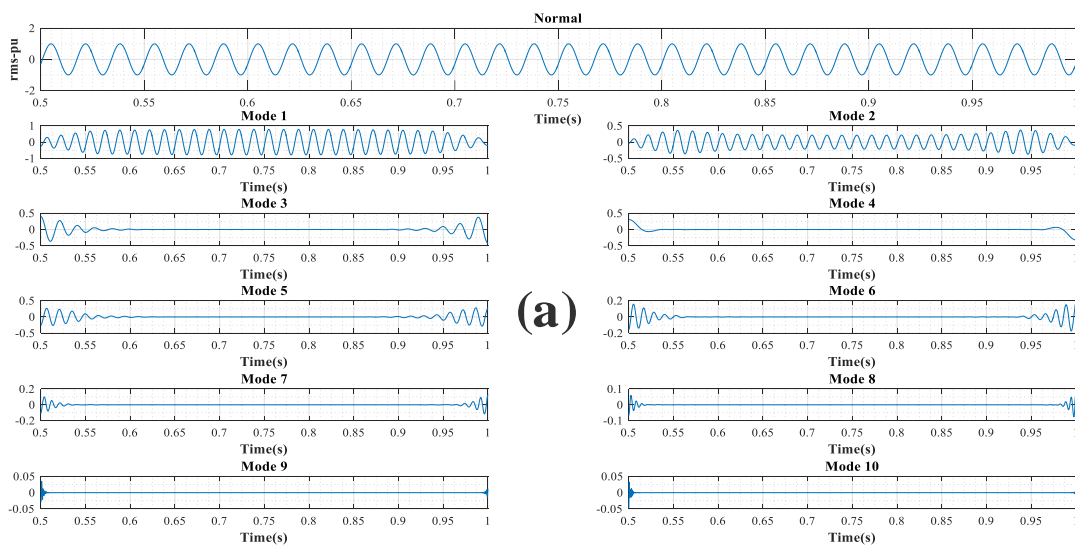 Normal
rms-pu
2
0
-2
0.5 0.55 0.6 0.65 0.7 0.75 0.8 0.85 0.9 0.95 1
Time(s)
Mode 1
1
0
-1
0.5 0.55 0.6 0.65 0.7 0.75 0.8 0.85 0.9 0.95 1
Time(s)
Mode 2
0.5
0
-0.5
0.5 0.55 0.6 0.65 0.7 0.75 0.8 0.85 0.9 0.95 1
Time(s)
Mode 3
0.5
0
-0.5
0.5 0.55 0.6 0.65 0.7 0.75 0.8 0.85 0.9 0.95 1
Time(s)
Mode 4
0.5
0
-0.5
0.5 0.55 0.6 0.65 0.7 0.75 0.8 0.85 0.9 0.95 1
Time(s)
(a)
Mode 5
0.5
0
-0.5
0.5 0.55 0.6 0.65 0.7 0.75 0.8 0.85 0.9 0.95 1
Time(s)
Mode 6
0.2
0
-0.2
0.5 0.55 0.6 0.65 0.7 0.75 0.8 0.85 0.9 0.95 1
Time(s)
Mode 7
0.2
0
-0.2
0.5 0.55 0.6 0.65 0.7 0.75 0.8 0.85 0.9 0.95 1
Time(s)
Mode 8
0.1
0
-0.1
0.5 0.55 0.6 0.65 0.7 0.75 0.8 0.85 0.9 0.95 1
Time(s)
Mode 9
0.05
0
-0.05
0.5 0.55 0.6 0.65 0.7 0.75 0.8 0.85 0.9 0.95 1
Time(s)
Mode 10
0.05
0
-0.05
0.5 0.55 0.6 0.65 0.7 0.75 0.8 0.85 0.9 0.95 1
Time(s)